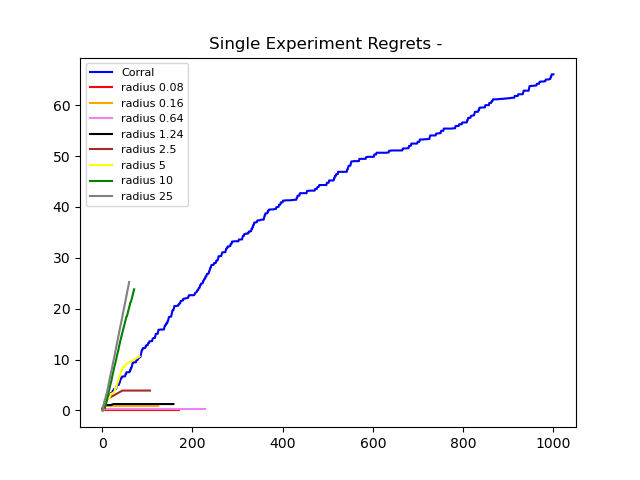 Single Experiment Regrets -
Corral
radius 0.08
radius 0.16
radius 0.64
radius 1.24
radius 2.5
radius 5
radius 10
radius 25
60
50
40
30
20
10
0
0 200 400 600 800 1000